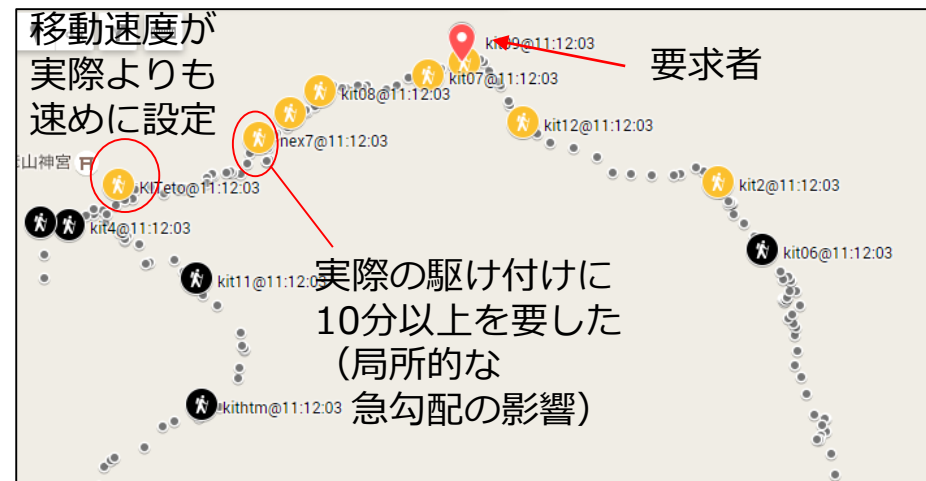 移動速度が
実際よりも
速めに設定
kit09@11:12:03
要求者
kit07@11:12:03
kit08@11:12:03
kit12@11:12:03
nex7@11:12:03
山神宮
KITeto@11:12:03
kit2@11:12:03
kit4@11:12:03
kit06@11:12:03
kit11@11:12:03
実際の駆け付けに
10分以上を要した
（局所的な
急勾配の影響）
kithtm@11:12:03